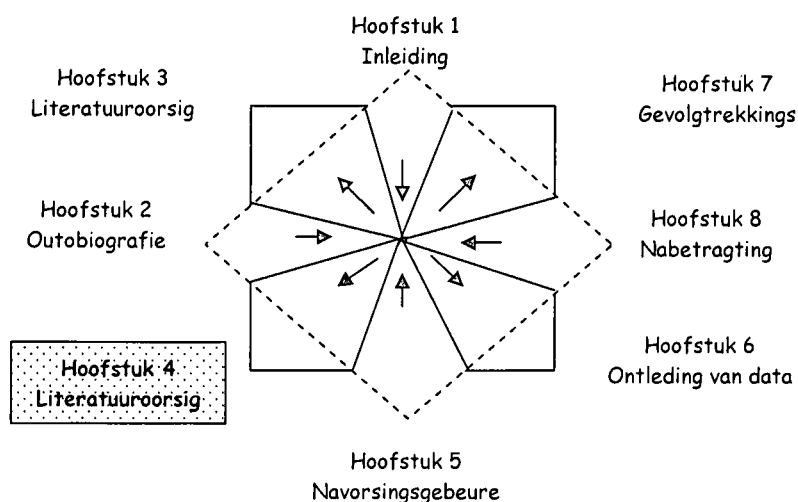 Hoofstuk 1
Inleiding
Hoofstuk 3
Literatuuroorsig
Hoofstuk 7
Gevolgtrekkings
Hoofstuk 2
Outobiografie
Hoofstuk 8
Nabetragting
Hoofstuk 4
Literatuuroorsig
Hoofstuk 6
Ontleding van data
Hoofstuk 5
Navorsingsgebeure